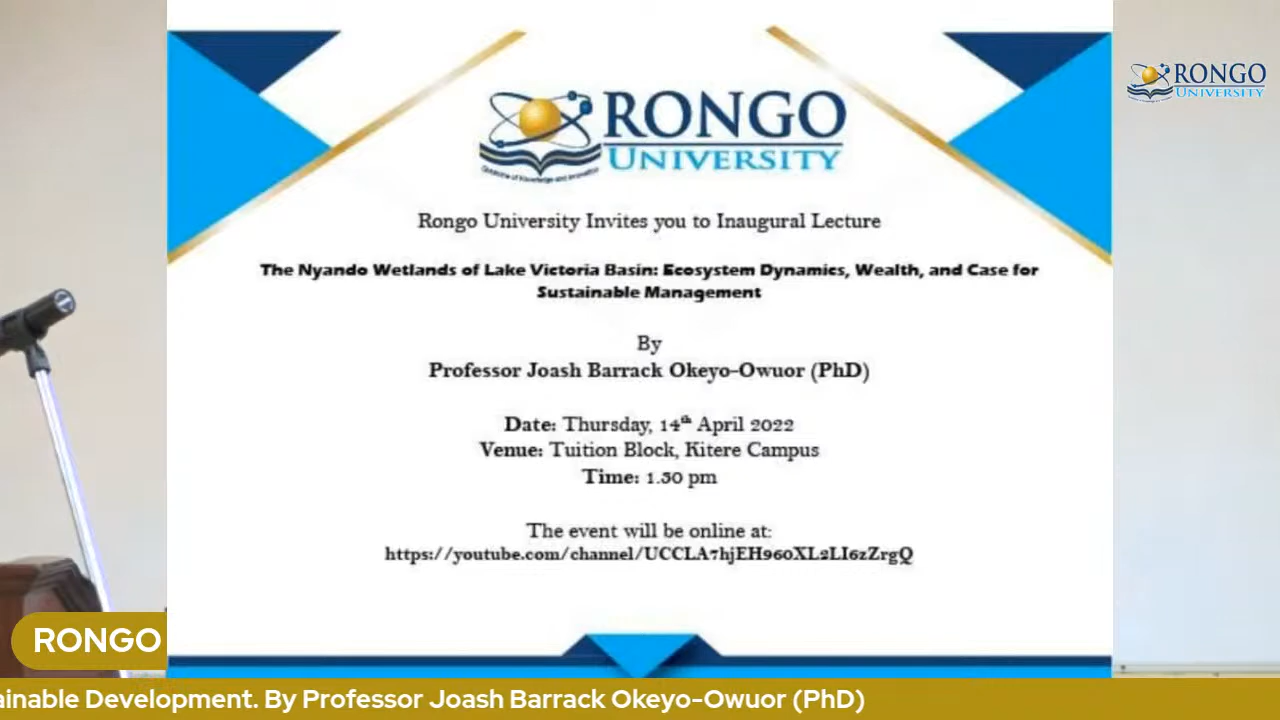 RONGO
UNIVERSITY
RONGO
UNIVERSITY
Rongo University Invites you to Inaugural Lecture
The Nyando Wetlands of Lake Victoria Basin: Ecosystem Dynamics, Wealth, and Case for
Sustainable Management
By
Professor Joash Barrack Okeyo-Owuor (PhD)
Date: Thursday, 14th April 2022
Venue: Tuition Block, Kitere Campus
Time: 1.30 pm
The event will be online at:
https://youtube.com/channel/UCCLA7hjEH960XL2LI6zZrgQ
RONGO
ainable Development. By Professor Joash Barrack Okeyo-Owuor (PhD)